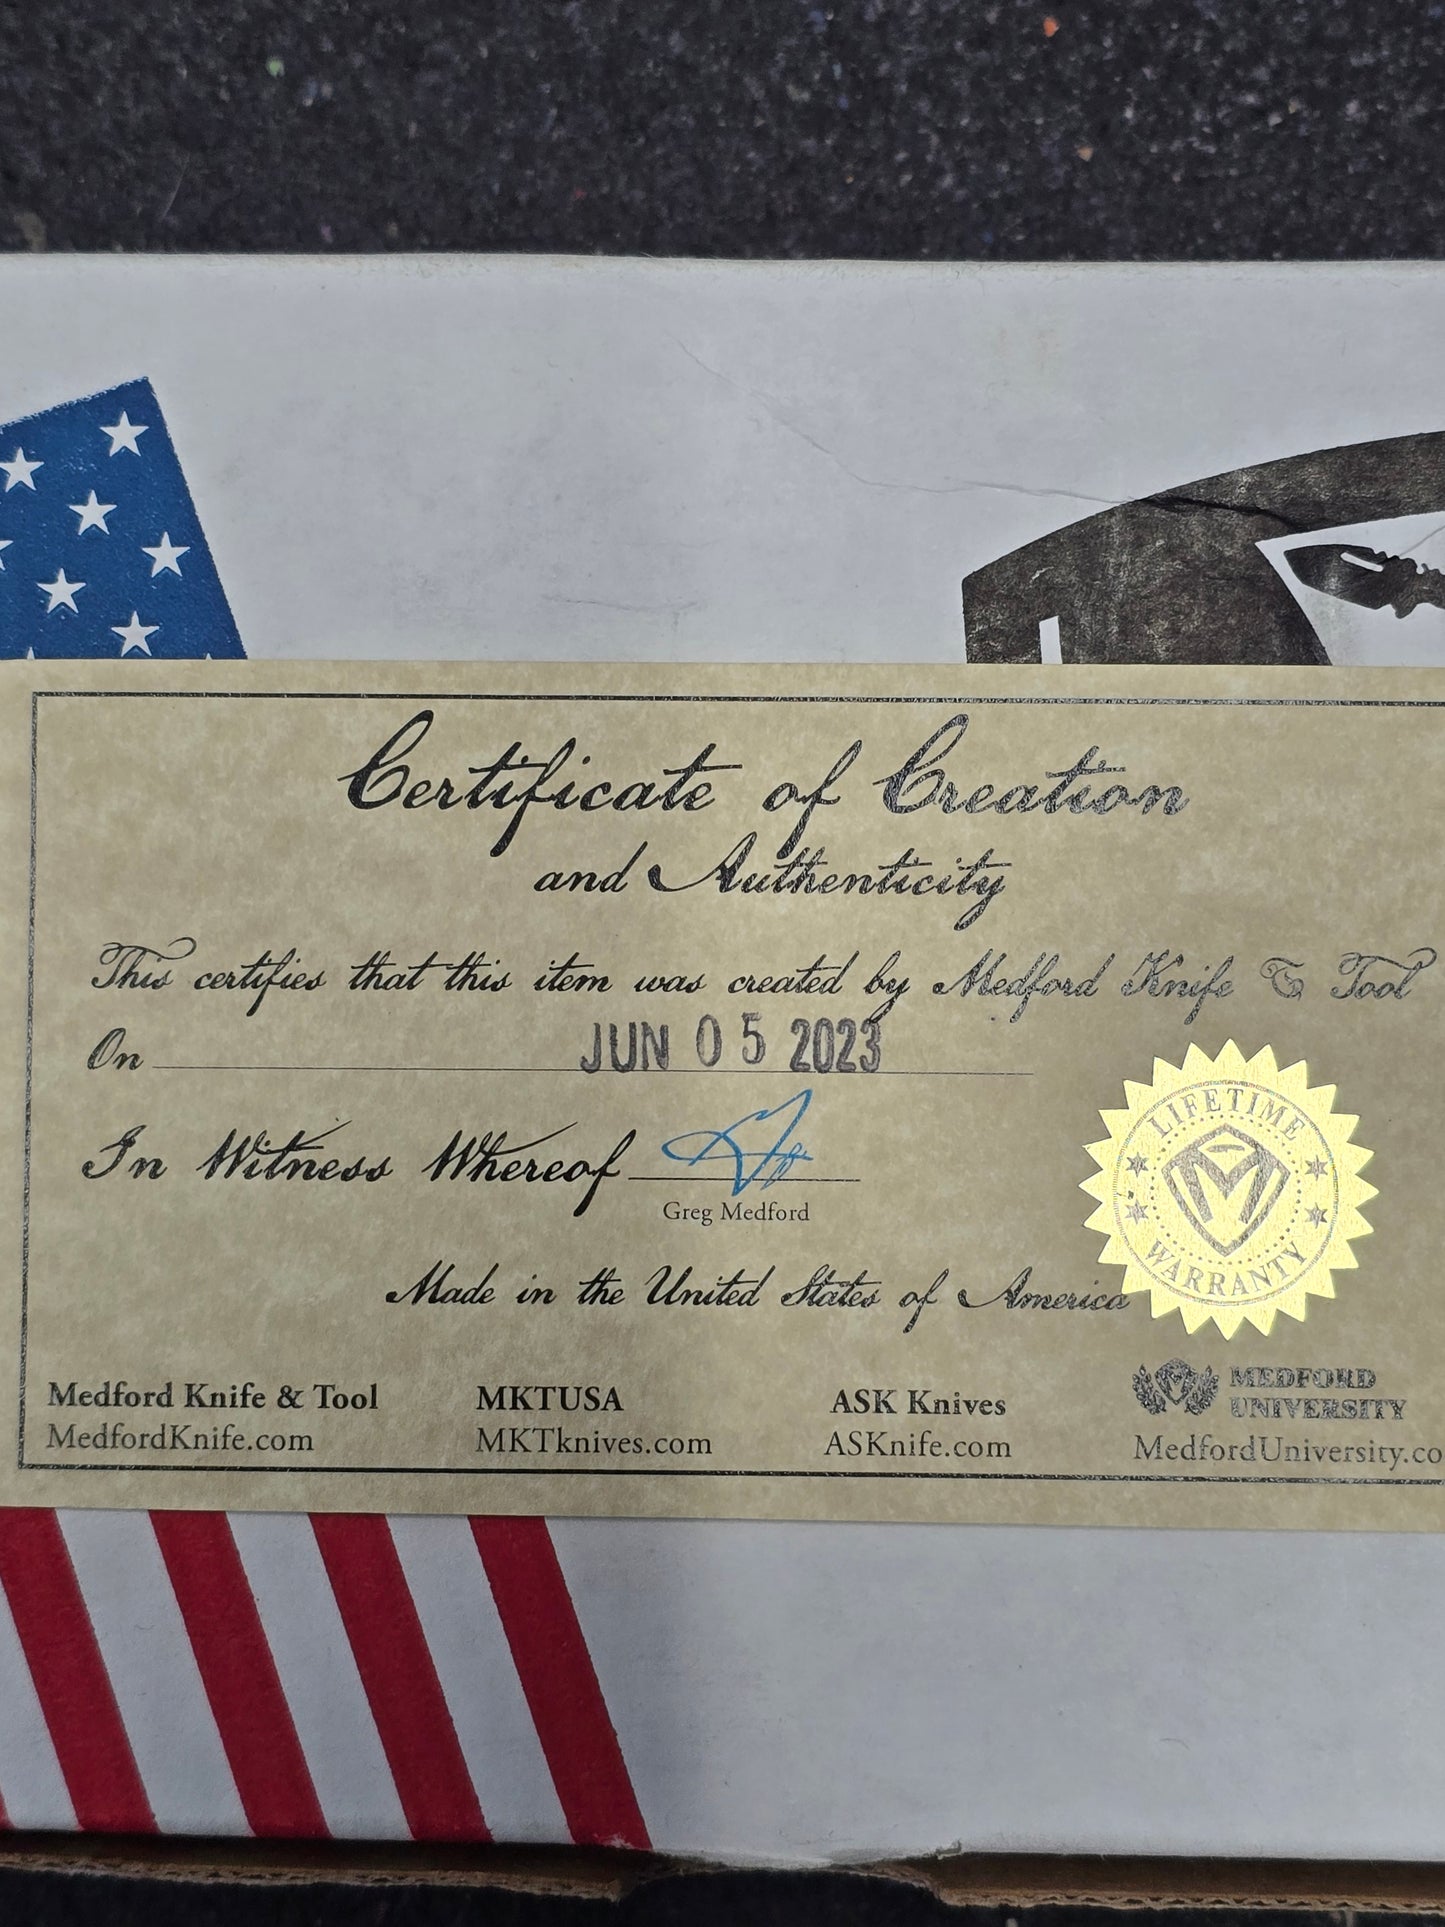 Certificate of Creation
and Authenticity
This certifies that this item was created by Medford Knife & Tool
On JUN 05 2023
In Witness Whereof
Greg Medford
LIFETIME
M
WARRANTY
Made in the United States of America
Medford Knife & Tool
MedfordKnife.com
MKTUSA
MKTknives.com
ASK Knives
ASKnife.com
MEDFORD
UNIVERSITY
MedfordUniversity.co